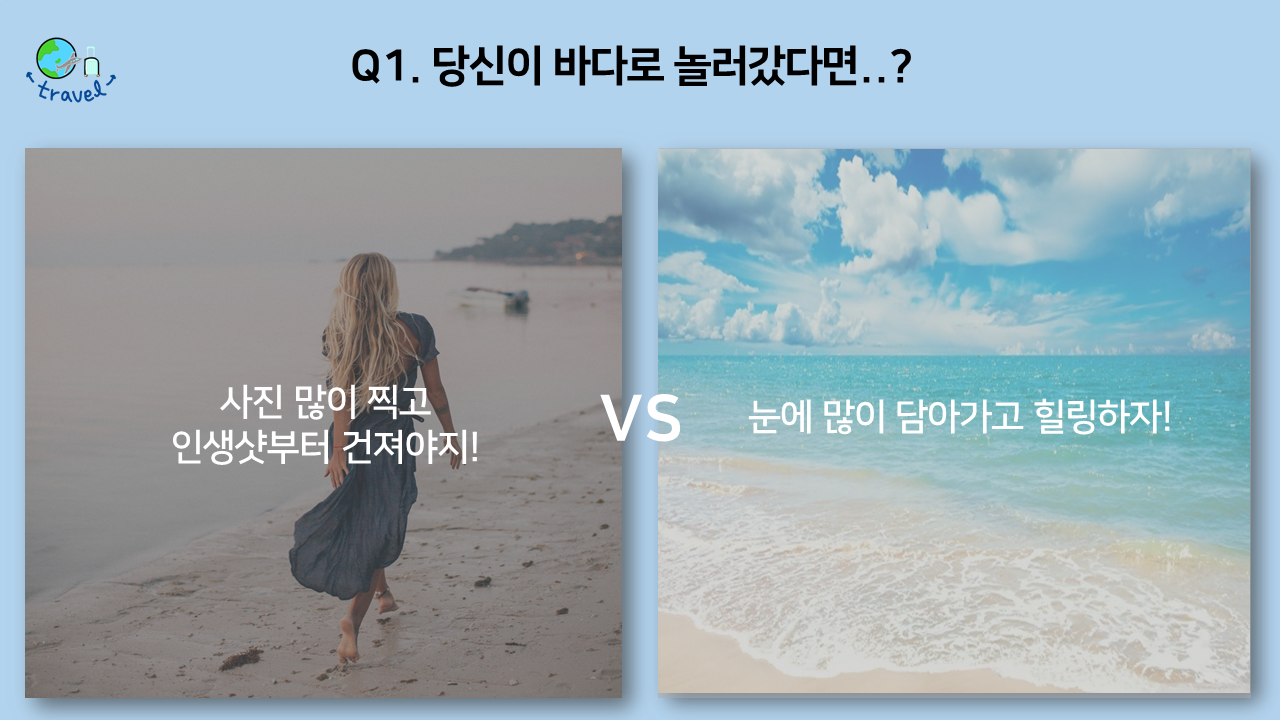 Q1. 당신이 바다로 놀러갔다면..?
On
travel
사진 많이 찍고
인생샷부터 건져야지!
VS
눈에 많이 담아가고 힐링하자!